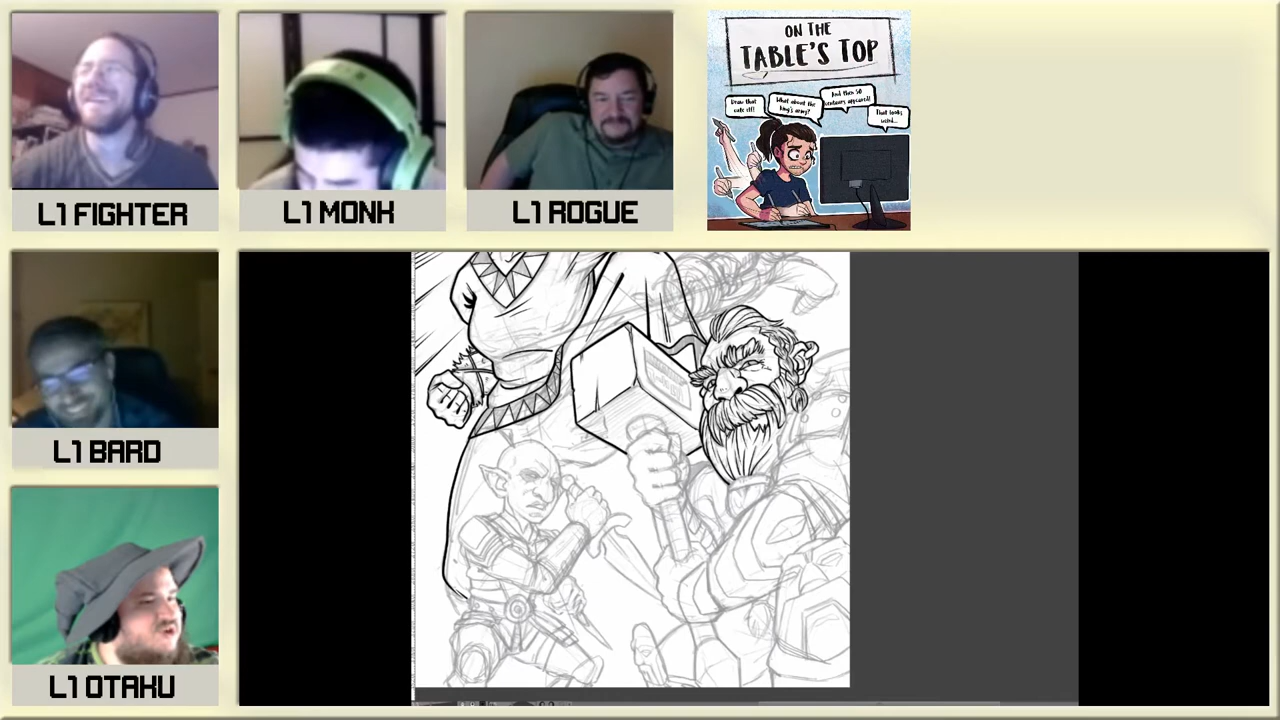 ON THE
TABLE'S TOP
Draw that
cute elf!
What about the
king's army?
And then 50
centaurs appeared!
That looks
weird...
L1 FIGHTER
L1 MONK
L1 ROGUE
L1 BARD
L1 OTAKU